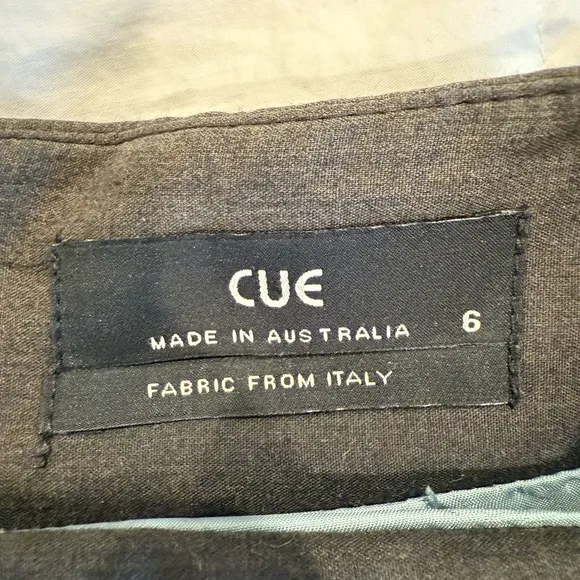 CUE
MADE IN AUSTRALIA 6
FABRIC FROM ITALY